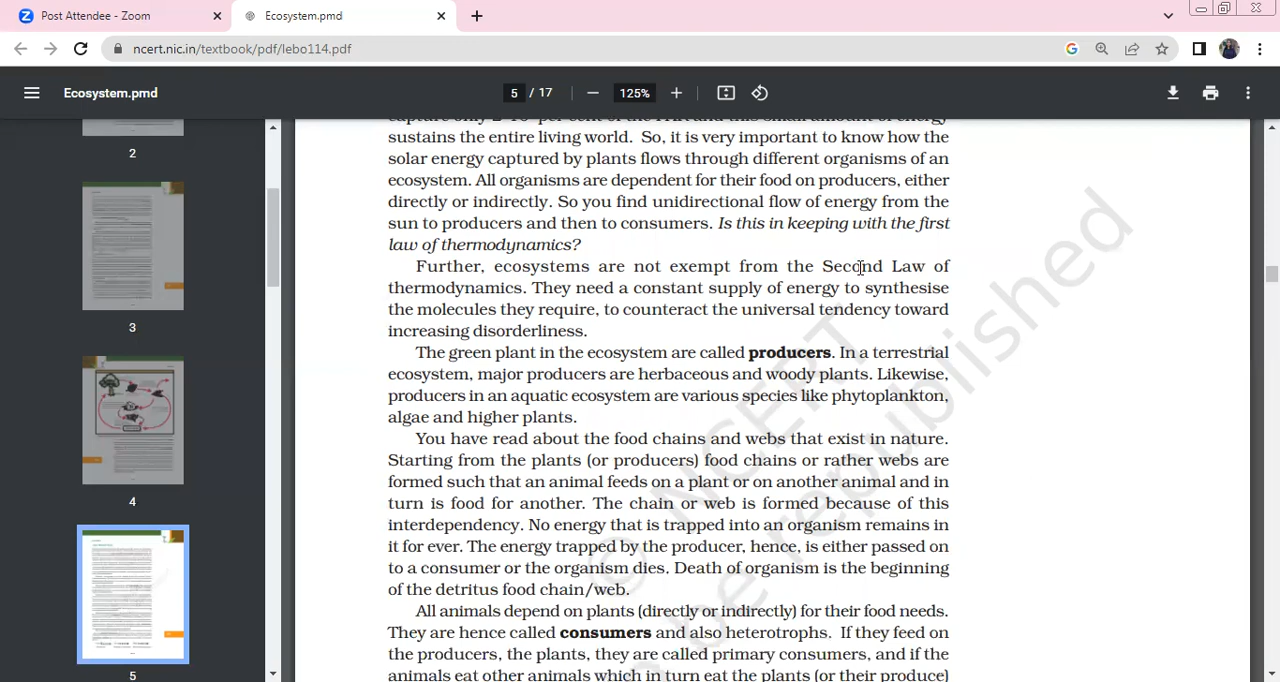 Post Attendee - Zoom
Ecosystem.pmd
ncert.nic.in/textbook/pdf/lebo114.pdf
Ecosystem.pmd
5 / 17
125%
2
3
4
5
sustains the entire living world. So, it is very important to know how the
solar energy captured by plants flows through different organisms of an
ecosystem. All organisms are dependent for their food on producers, either
directly or indirectly. So you find unidirectional flow of energy from the
sun to producers and then to consumers. Is this in keeping with the first
law of thermodynamics?
Further, ecosystems are not exempt from the Second Law of
thermodynamics. They need a constant supply of energy to synthesise
the molecules they require, to counteract the universal tendency toward
increasing disorderliness.
The green plant in the ecosystem are called producers. In a terrestrial
ecosystem, major producers are herbaceous and woody plants. Likewise,
producers in an aquatic ecosystem are various species like phytoplankton,
algae and higher plants.
You have read about the food chains and webs that exist in nature.
Starting from the plants (or producers) food chains or rather webs are
formed such that an animal feeds on a plant or on another animal and in
turn is food for another. The chain or web is formed because of this
interdependency. No energy that is trapped into an organism remains in
it for ever. The energy trapped by the producer, hence, is either passed on
to a consumer or the organism dies. Death of organism is the beginning
of the detritus food chain/web.
All animals depend on plants (directly or indirectly) for their food needs.
They are hence called consumers and also heterotrophs. If they feed on
the producers, the plants, they are called primary consumers, and if the
animals eat other animals which in turn eat the plants (or their produce)
NCERT
republished